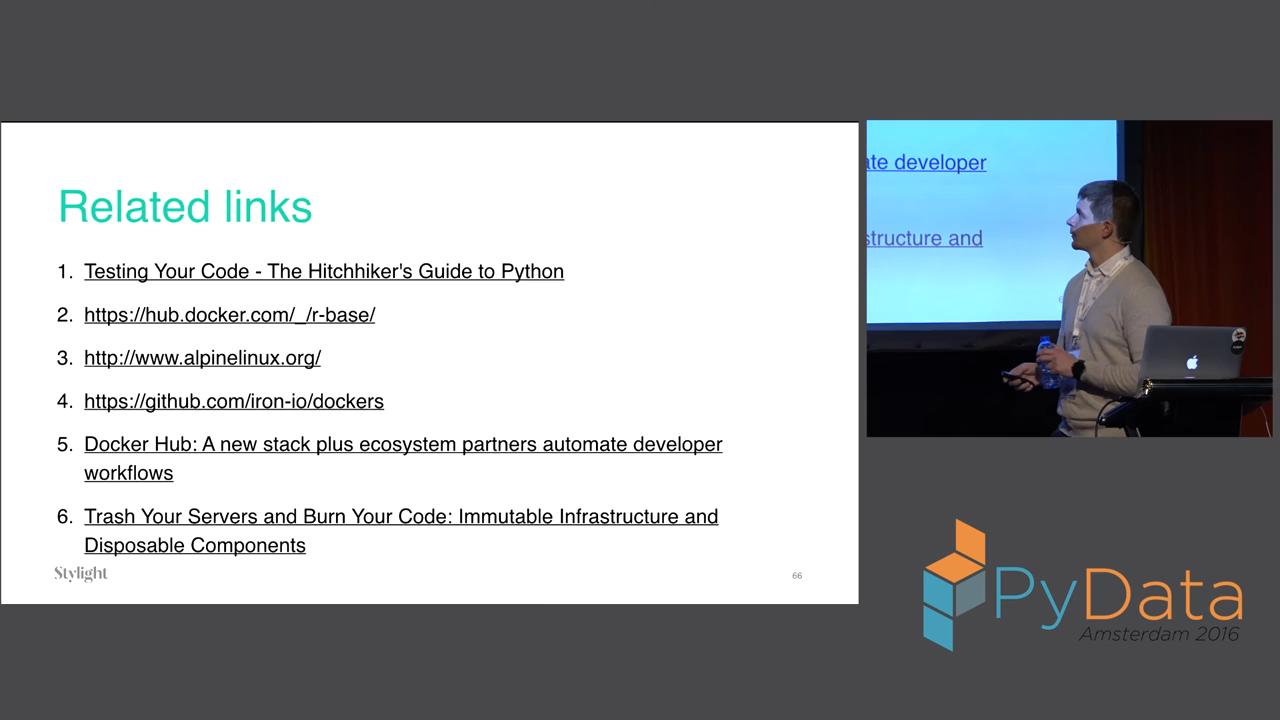 Related links
1. Testing Your Code - The Hitchhiker's Guide to Python
2. https://hub.docker.com/_/r-base/
3. http://www.alpinelinux.org/
4. https://github.com/iron-io/dockers
5. Docker Hub: A new stack plus ecosystem partners automate developer
workflows
6. Trash Your Servers and Burn Your Code: Immutable Infrastructure and
Disposable Components
Stylight
66
ate developer
structure and
PyData
Amsterdam 2016